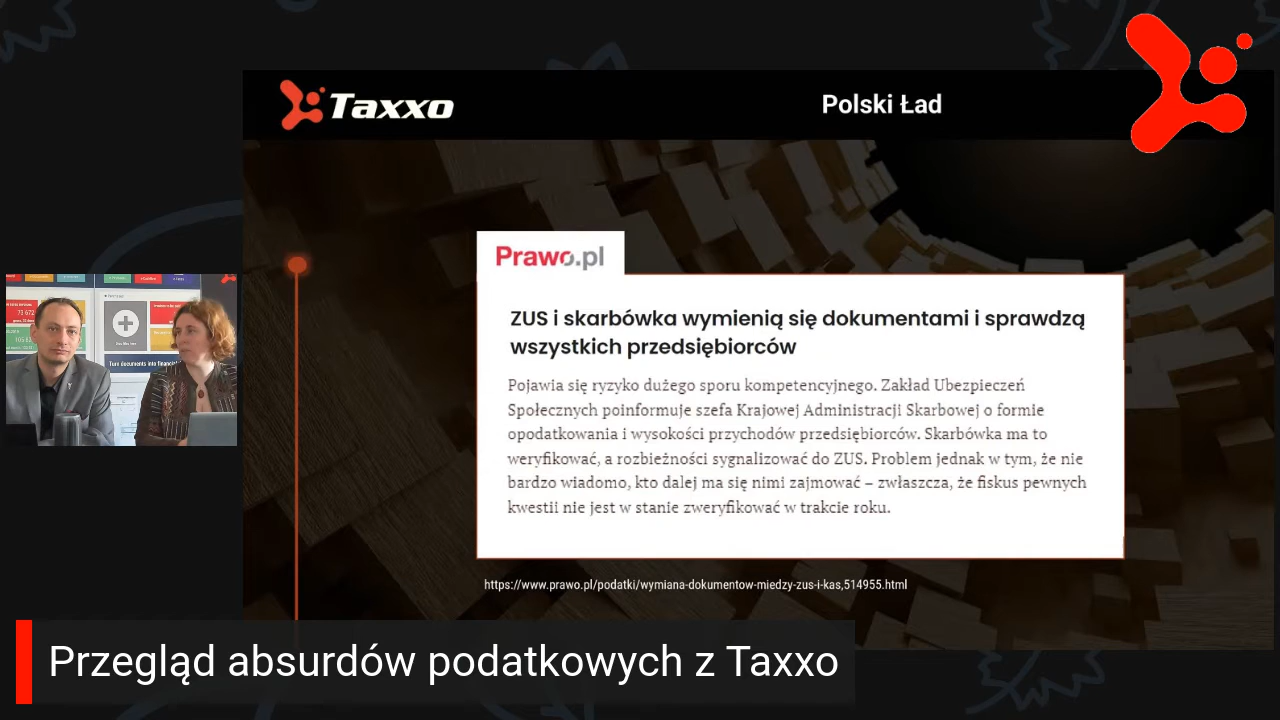 Taxxo
Polski Ład
Prawo.pl
ZUS i skarbówka wymienią się dokumentami i sprawdzą
wszystkich przedsiębiorców
Pojawia się ryzyko dużego sporu kompetencyjnego. Zakład Ubezpieczeń
Społecznych poinformuje szefa Krajowej Administracji Skarbowej o formie
opodatkowania i wysokości przychodów przedsiębiorców. Skarbówka ma to
weryfikować, a rozbieżności sygnalizować do ZUS. Problem jednak w tym, że nie
bardzo wiadomo, kto dalej ma się nimi zajmować – zwłaszcza, że fiskus pewnych
kwestii nie jest w stanie zweryfikować w trakcie roku.
https://www.prawo.pl/podatki/wymiana-dokumentow-miedzy-zus-i-kas,514955.html
Turn documents into financial
Przegląd absurdów podatkowych z Taxxo